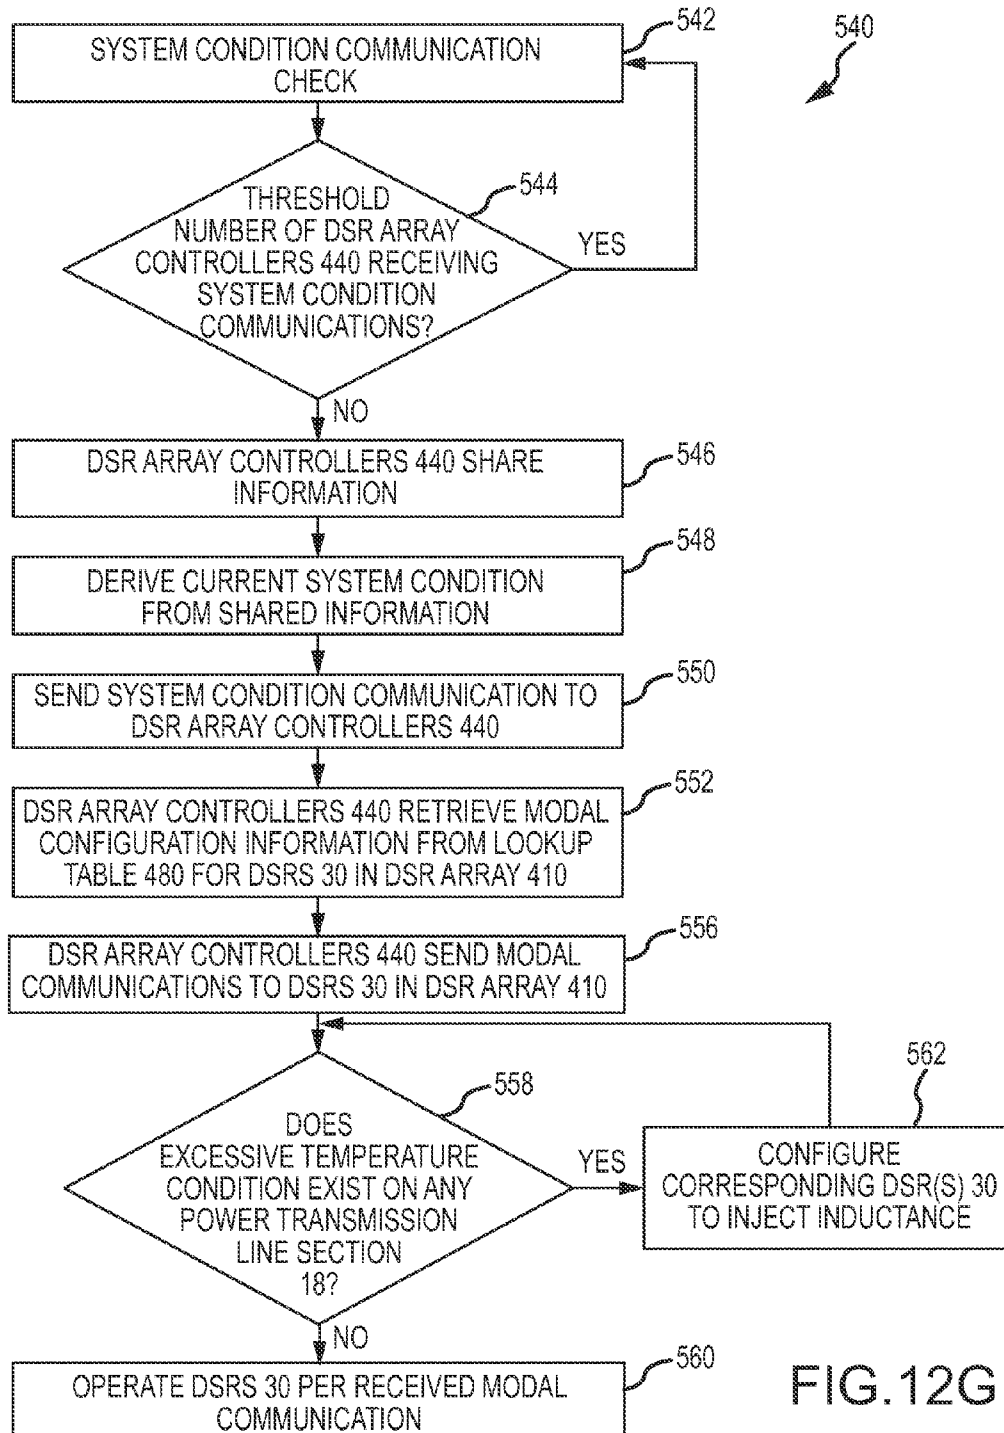 542
540
SYSTEM CONDITION COMMUNICATION
CHECK
544
THRESHOLD
NUMBER OF DSR ARRAY
CONTROLLERS 440 RECEIVING
SYSTEM CONDITION
COMMUNICATIONS?
YES
NO
546
DSR ARRAY CONTROLLERS 440 SHARE
INFORMATION
548
DERIVE CURRENT SYSTEM CONDITION
FROM SHARED INFORMATION
550
SEND SYSTEM CONDITION COMMUNICATION TO
DSR ARRAY CONTROLLERS 440
552
DSR ARRAY CONTROLLERS 440 RETRIEVE MODAL
CONFIGURATION INFORMATION FROM LOOKUP
TABLE 480 FOR DSRS 30 IN DSR ARRAY 410
556
DSR ARRAY CONTROLLERS 440 SEND MODAL
COMMUNICATIONS TO DSRS 30 IN DSR ARRAY 410
558
DOES
EXCESSIVE TEMPERATURE
CONDITION EXIST ON ANY
POWER TRANSMISSION
LINE SECTION
18?
YES
562
CONFIGURE
CORRESPONDING DSR(S) 30
TO INJECT INDUCTANCE
NO
560
OPERATE DSRS 30 PER RECEIVED MODAL
COMMUNICATION
FIG.12G